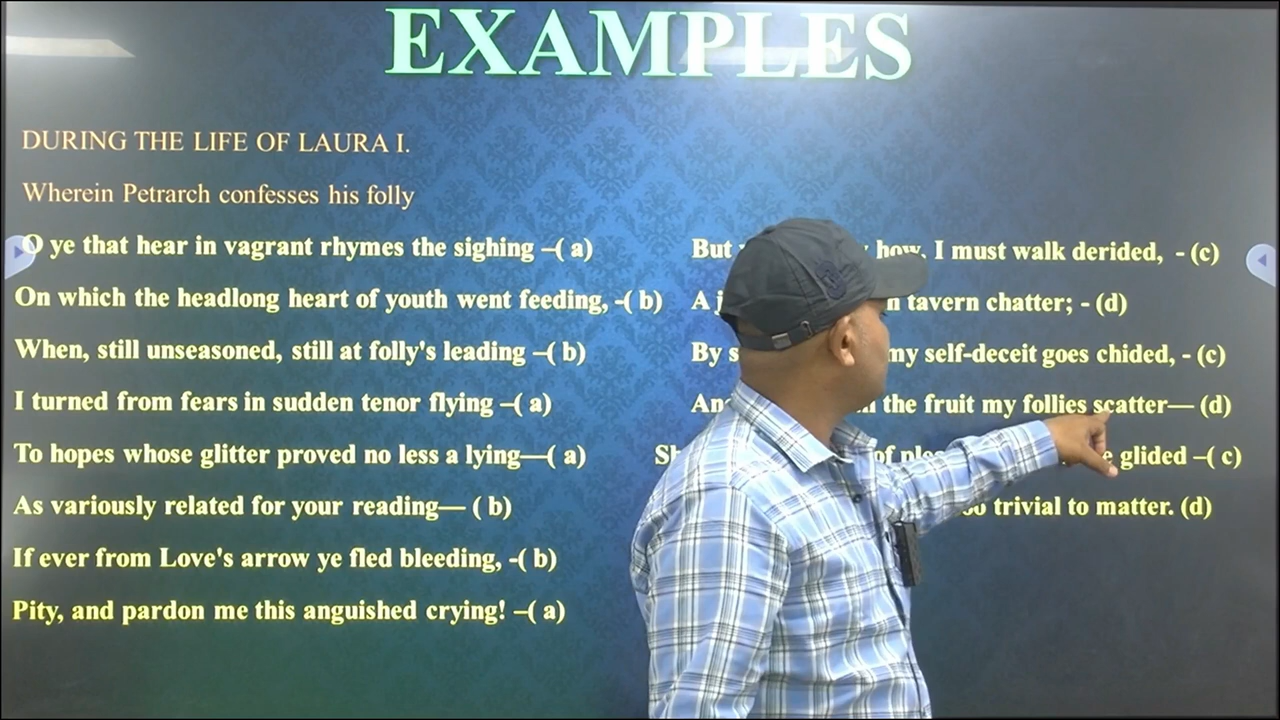 EXAMPLES
DURING THE LIFE OF LAURA I.
Wherein Petrarch confesses his folly
O ye that hear in vagrant rhymes the sighing –( a)
On which the headlong heart of youth went feeding, -( b)
When, still unseasoned, still at folly's leading –( b)
I turned from fears in sudden tenor flying –( a)
To hopes whose glitter proved no less a lying—( a)
As variously related for your reading— ( b)
If ever from Love's arrow ye fled bleeding, -( b)
Pity, and pardon me this anguished crying! –( a)
But how, I must walk derided, - (c)
A tavern chatter; - (d)
By my self-deceit goes chided, - (c)
the fruit my follies scatter— (d)
of glided –( c)
trivial to matter. (d)